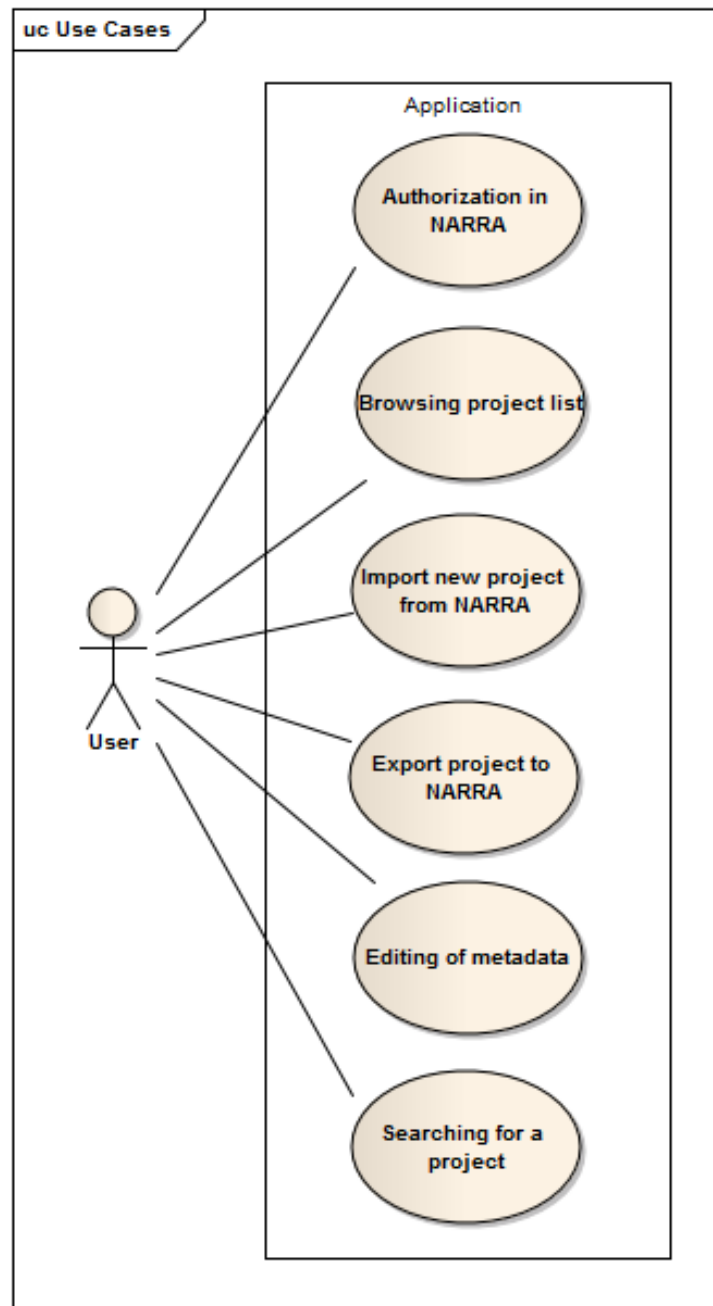 uc Use Cases
Application
Authorization in
NARRA
Browsing project list
Import new project
from NARRA
User
Export project to
NARRA
Editing of metadata
Searching for a
project